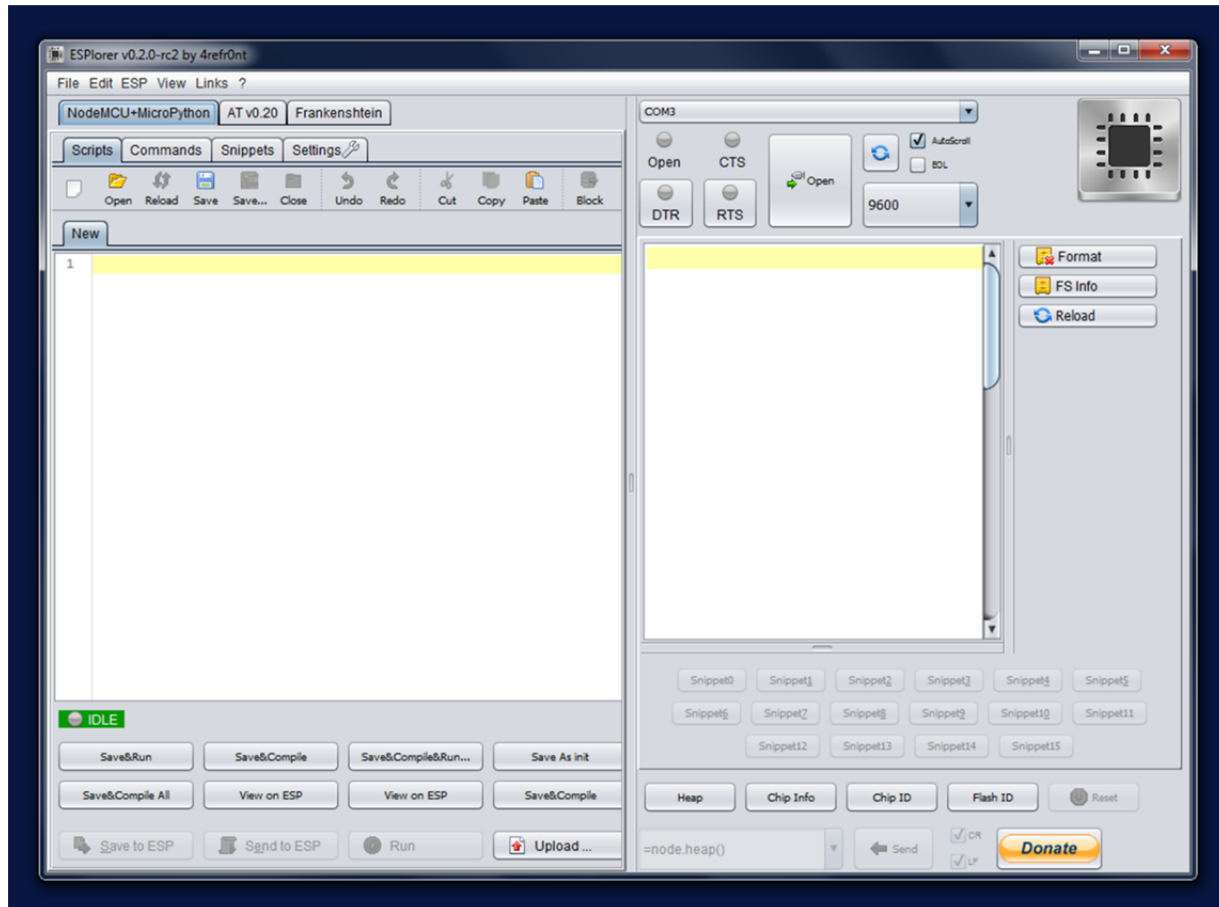 ESPlorer v0.2.0-rc2 by 4refr0nt
File Edit ESP View Links ?
NodeMCU+MicroPython AT v0.20 Frankenshtein
Scripts Commands Snippets Settings
Open Reload Save Save... Close Undo Redo Cut Copy Paste Block
New
1
IDLE
Save&Run Save&Compile Save&Compile&Run... Save As init
Save&Compile All View on ESP View on ESP Save&Compile
Save to ESP Send to ESP Run Upload ...
COM3
Open CTS Open AutoScroll
EOL
DTR RTS 9600
Format
FS Info
Reload
Snippet0 Snippet1 Snippet2 Snippet3 Snippet4 Snippet5
Snippet6 Snippet7 Snippet8 Snippet9 Snippet10 Snippet11
Snippet12 Snippet13 Snippet14 Snippet15
Heap Chip Info Chip ID Flash ID Reset
=node.heap() Send CR
LF
Donate